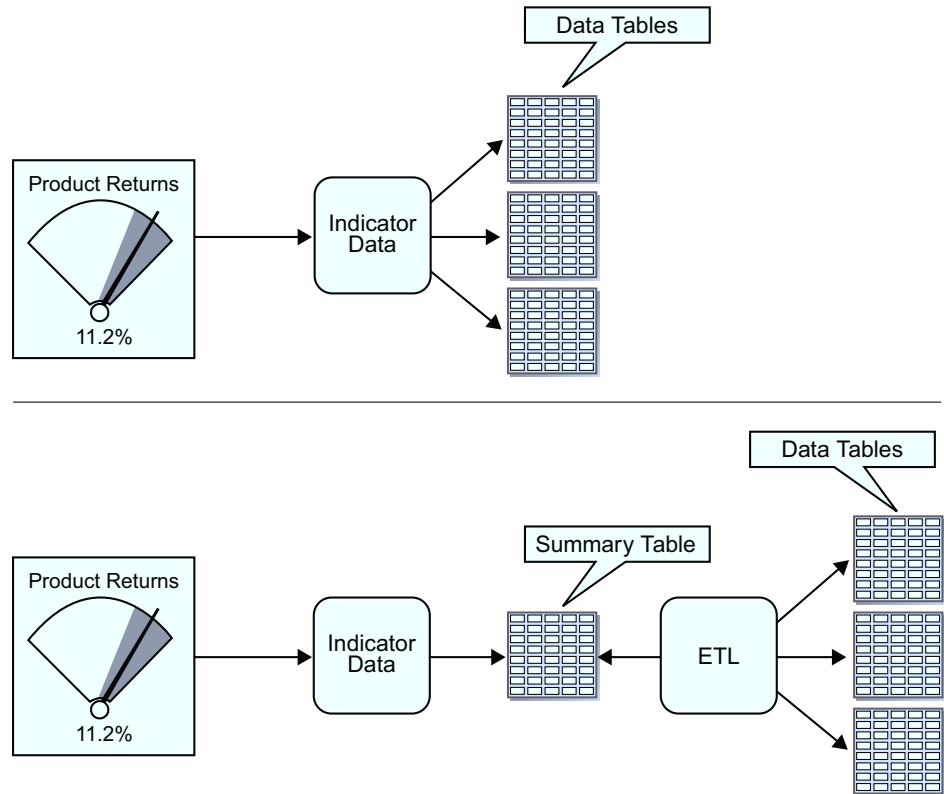 Data Tables
Product Returns
11.2%
Indicator
Data
Data Tables
Summary Table
Product Returns
11.2%
Indicator
Data
ETL